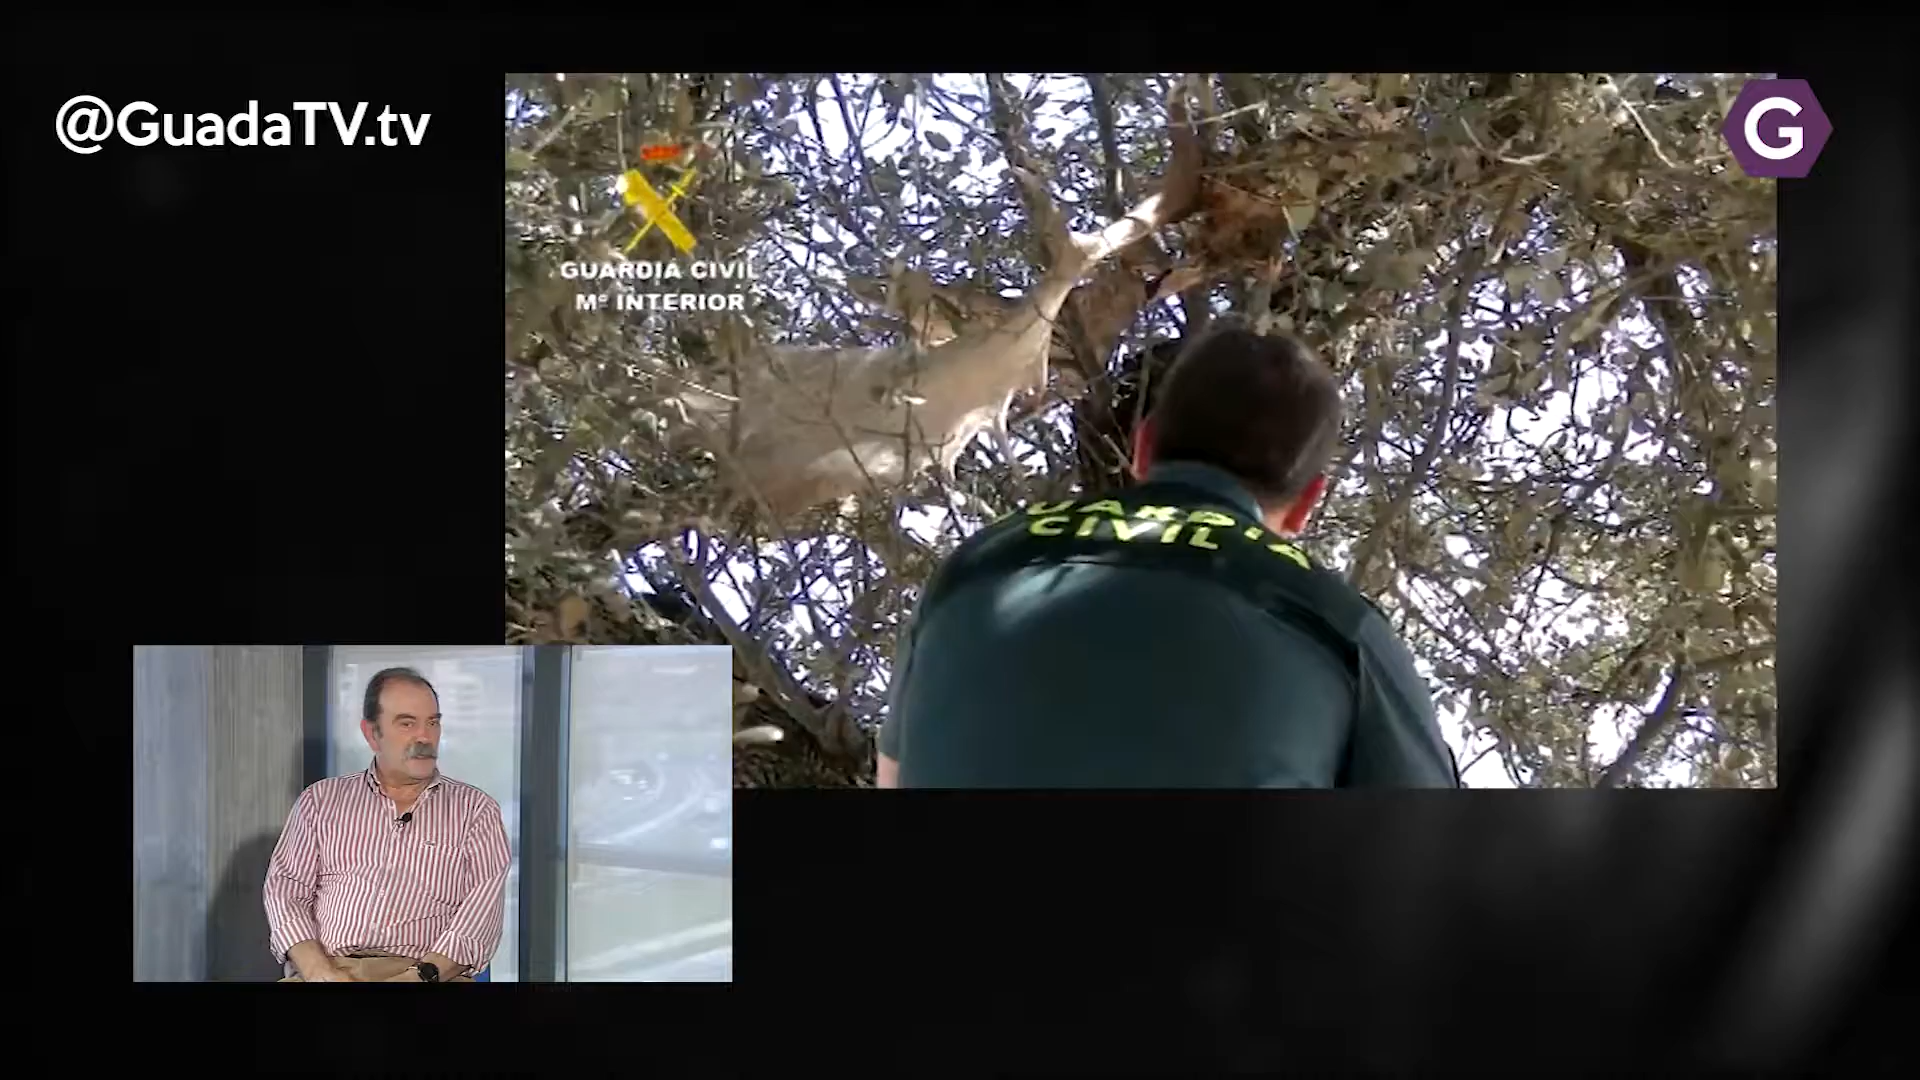 @GuadaTV.tv
G
GUARDIA CIVIL
Mº INTERIOR
GUARDIA
CIVIL